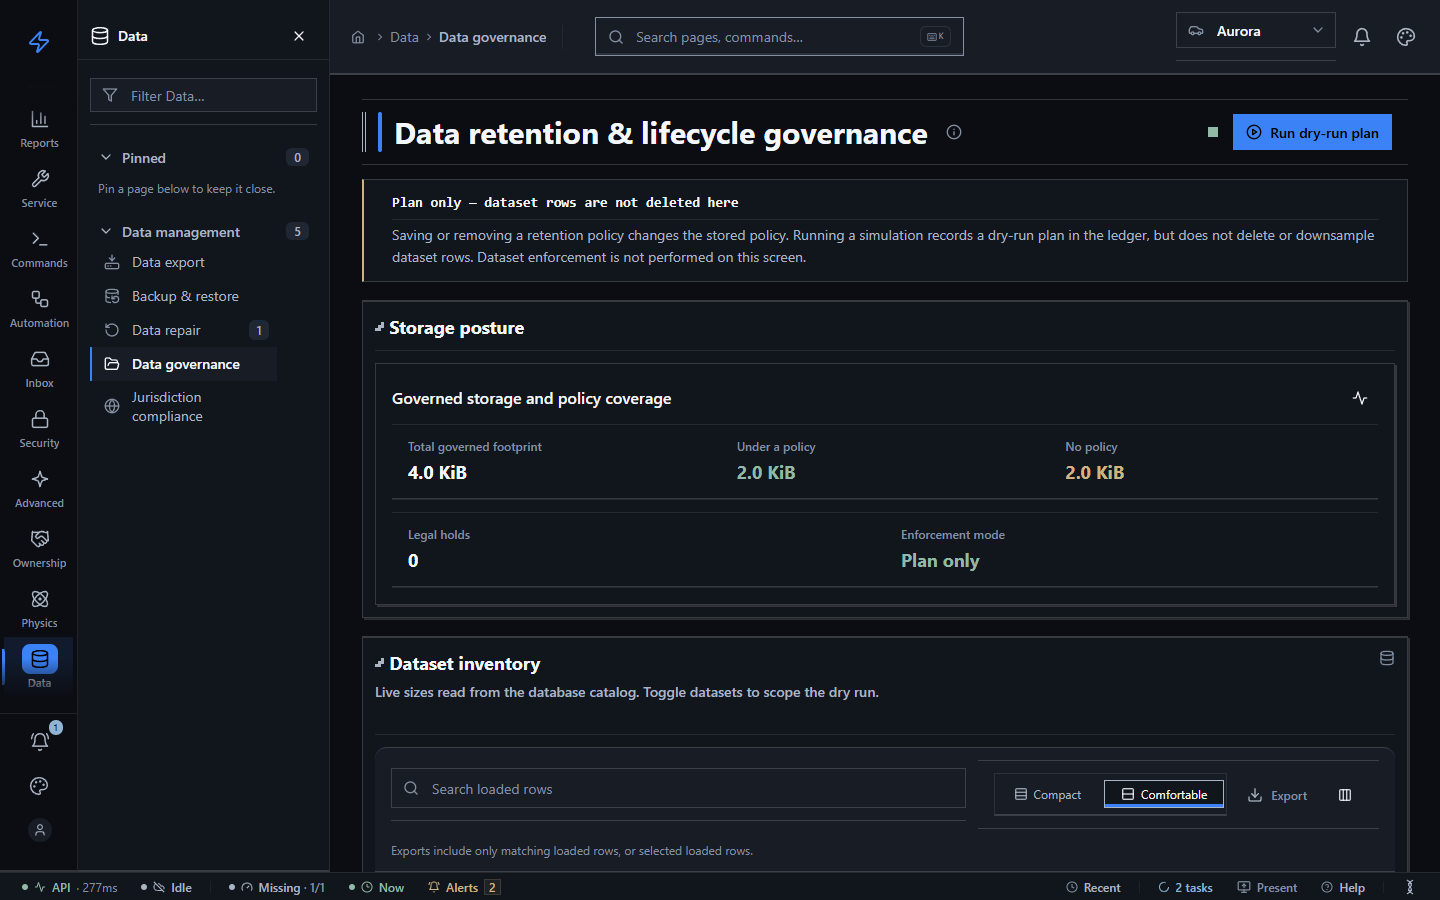 Data
Data
Data governance
Search pages, commands...
K
Aurora
Filter Data...
Reports
Service
Commands
Automation
Inbox
Security
Advanced
Ownership
Physics
Data
1
Pinned
0
Pin a page below to keep it close.
Data management
5
Data export
Backup & restore
Data repair
1
Data governance
Jurisdiction
compliance
Data retention & lifecycle governance
Run dry-run plan
Plan only — dataset rows are not deleted here
Saving or removing a retention policy changes the stored policy. Running a simulation records a dry-run plan in the ledger, but does not delete or downsample
dataset rows. Dataset enforcement is not performed on this screen.
Storage posture
Governed storage and policy coverage
Total governed footprint
4.0 KiB
Under a policy
2.0 KiB
No policy
2.0 KiB
Legal holds
0
Enforcement mode
Plan only
Dataset inventory
Live sizes read from the database catalog. Toggle datasets to scope the dry run.
Search loaded rows
Compact
Comfortable
Export
Exports include only matching loaded rows, or selected loaded rows.
API · 277ms
Idle
Missing · 1/1
Now
Alerts 2
Recent
2 tasks
Present
Help